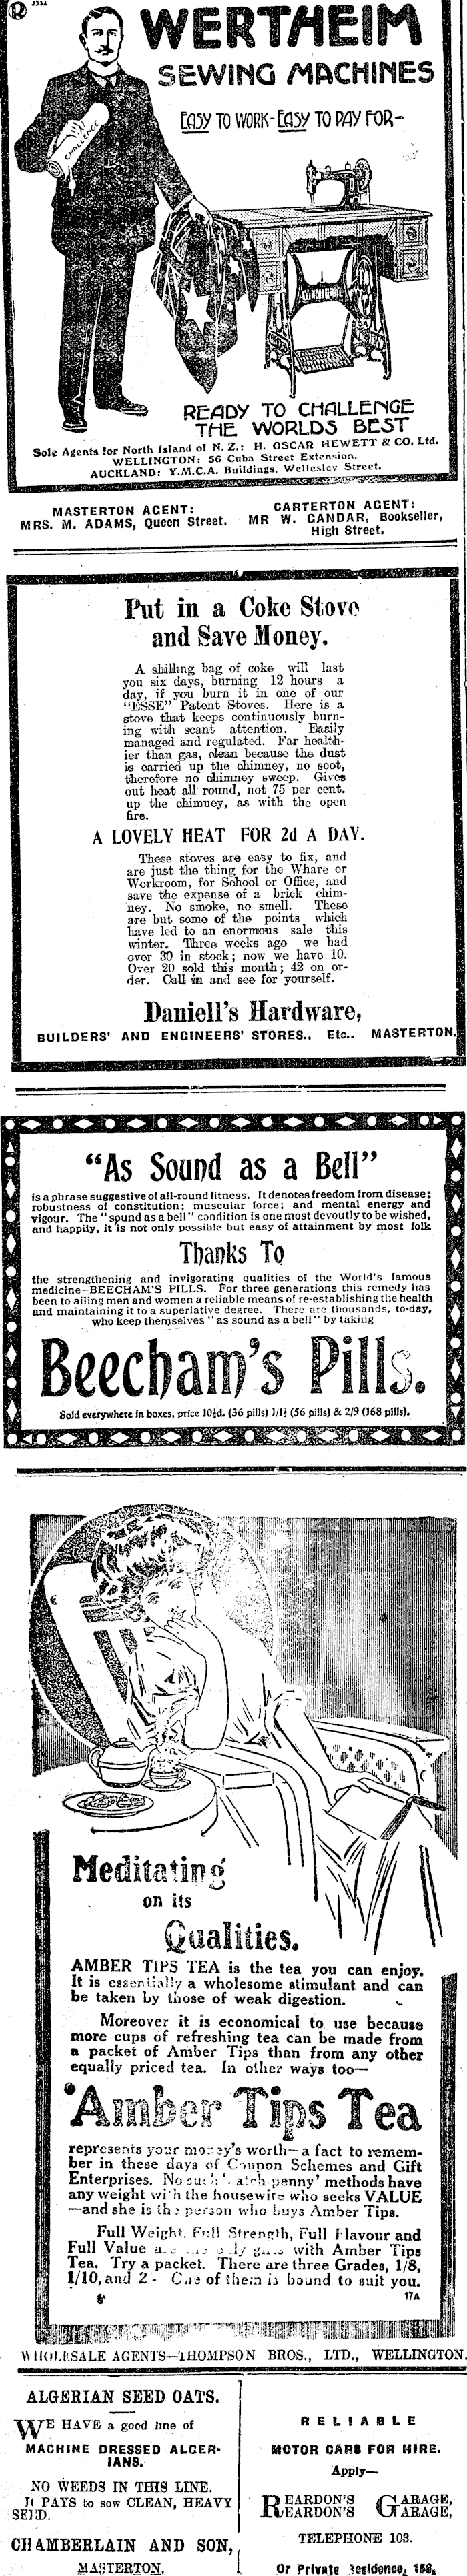 WERTHEIM
SEWING MACHINES
EASY TO WORK - EASY TO PAY FOR -
CHALLENGE
READY TO CHALLENGE
THE WORLDS BEST
Sole Agents for North Island of N. Z.: H. OSCAR HEWETT & CO. Ltd.
WELLINGTON: 56 Cuba Street Extension.
AUCKLAND: Y.M.C.A. Buildings, Wellesley Street.
MASTERTON AGENT:
MRS. M. ADAMS, Queen Street.
CARTERTON AGENT:
MR W. CANDAR, Bookseller,
High Street.
Put in a Coke Stove
and Save Money.
A shilling bag of coke will last
you six days, burning 12 hours a
day, if you burn it in one of our
"ESSE" Patent Stoves. Here is a
stove that keeps continuously burn-
ing with scant attention. Easily
managed and regulated. Far health-
ier than gas, clean because the dust
is carried up the chimney, no soot,
therefore no chimney sweep. Gives
out heat all round, not 75 per cent.
up the chimney, as with the open
fire.
A LOVELY HEAT FOR 2d A DAY.
These stoves are easy to fix, and
are just the thing for the Whare or
Workroom, for School or Office, and
save the expense of a brick chim-
ney. No smoke, no smell. These
are but some of the points which
have led to an enormous sale this
winter. Three weeks ago we had
over 30 in stock; now we have 10.
Over 20 sold this month; 42 on or-
der. Call in and see for yourself.
Daniell's Hardware,
BUILDERS' AND ENGINEERS' STORES., Etc.. MASTERTON.
"As Sound as a Bell"
is a phrase suggestive of all-round fitness. It denotes freedom from disease;
robustness of constitution; muscular force; and mental energy and
vigour. The "sound as a bell" condition is one most devoutly to be wished,
and happily, it is not only possible but easy of attainment by most folk
Thanks To
the strengthening and invigorating qualities of the World's famous
medicine-BEECHAM'S PILLS. For three generations this remedy has
been to ailing men and women a reliable means of re-establishing the health
and maintaining it to a superlative degree. There are thousands, to-day,
who keep themselves "as sound as a bell" by taking
Beecham's Pills.
Sold everywhere in boxes, price 10½d. (36 pills) 1/1½ (56 pills) & 2/9 (168 pills).
Meditating
on its
Qualities.
AMBER TIPS TEA is the tea you can enjoy.
It is essentially a wholesome stimulant and can
be taken by those of weak digestion.
Moreover it is economical to use because
more cups of refreshing tea can be made from
a packet of Amber Tips than from any other
equally priced tea. In other ways too—
Amber Tips Tea
represents your money's worth—a fact to remem-
ber in these days of Coupon Schemes and Gift
Enterprises. No such 'catch-penny' methods have
any weight with the housewife who seeks VALUE
—and she is the person who buys Amber Tips.
Full Weight, Full Strength, Full Flavour and
Full Value are the only gifts with Amber Tips
Tea. Try a packet. There are three Grades, 1/8,
1/10, and 2/- One of them is bound to suit you.
17A
WHOLESALE AGENTS—THOMPSON BROS., LTD., WELLINGTON.
ALGERIAN SEED OATS.
WE HAVE a good line of
MACHINE DRESSED ALGER-
IANS.
NO WEEDS IN THIS LINE.
It PAYS to sow CLEAN, HEAVY
SEED.
CHAMBERLAIN AND SON,
MASTERTON.
RELIABLE
MOTOR CARS FOR HIRE.
Apply—
REARDON'S GARAGE,
REARDON'S GARAGE,
TELEPHONE 103.
Or Private Residence, 158,